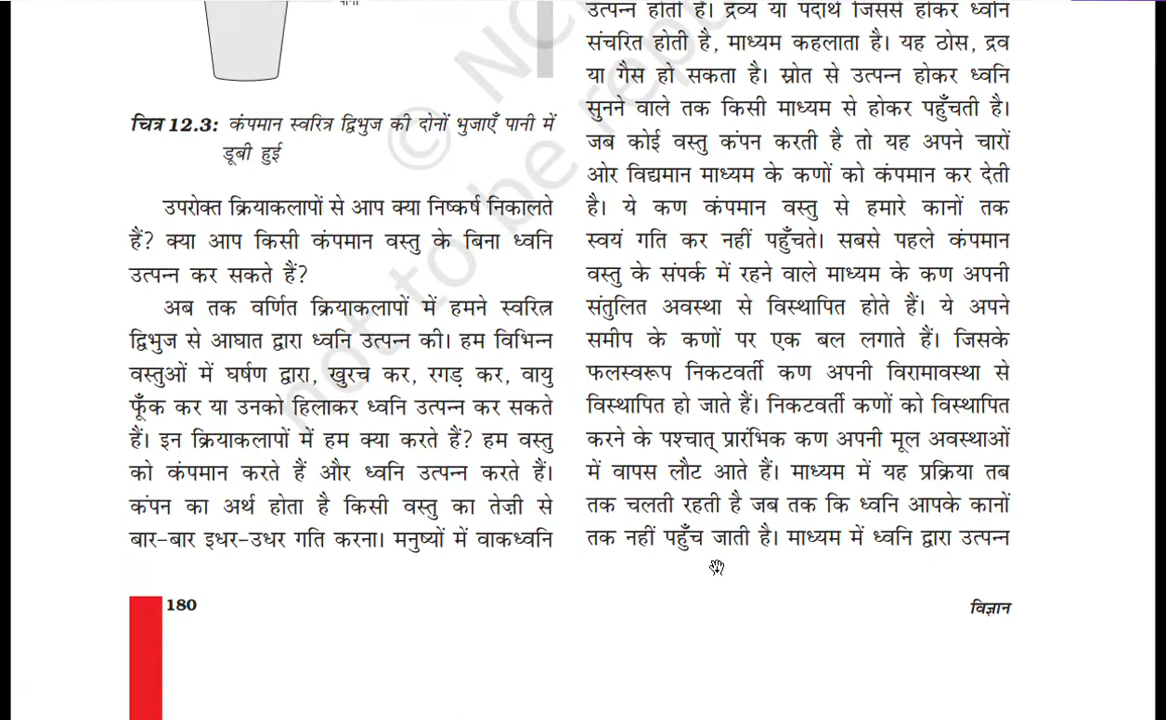 पानी
चित्र 12.3: कंपमान स्वरित्र द्विभुज की दोनों भुजाएँ पानी में
डूबी हुई
उपरोक्त क्रियाकलापों से आप क्या निष्कर्ष निकालते
हैं? क्या आप किसी कंपमान वस्तु के बिना ध्वनि
उत्पन्न कर सकते हैं?
अब तक वर्णित क्रियाकलापों में हमने स्वरित्र
द्विभुज से आघात द्वारा ध्वनि उत्पन्न की। हम विभिन्न
वस्तुओं में घर्षण द्वारा, खुरच कर, रगड़ कर, वायु
फूँक कर या उनको हिलाकर ध्वनि उत्पन्न कर सकते
हैं। इन क्रियाकलापों में हम क्या करते हैं? हम वस्तु
को कंपमान करते हैं और ध्वनि उत्पन्न करते हैं।
कंपन का अर्थ होता है किसी वस्तु का तेज़ी से
बार-बार इधर-उधर गति करना। मनुष्यों में वाकध्वनि
उत्पन्न होती है। द्रव्य या पदार्थ जिससे होकर ध्वनि
संचरित होती है, माध्यम कहलाता है। यह ठोस, द्रव
या गैस हो सकता है। स्रोत से उत्पन्न होकर ध्वनि
सुनने वाले तक किसी माध्यम से होकर पहुँचती है।
जब कोई वस्तु कंपन करती है तो यह अपने चारों
ओर विद्यमान माध्यम के कणों को कंपमान कर देती
है। ये कण कंपमान वस्तु से हमारे कानों तक
स्वयं गति कर नहीं पहुँचते। सबसे पहले कंपमान
वस्तु के संपर्क में रहने वाले माध्यम के कण अपनी
संतुलित अवस्था से विस्थापित होते हैं। ये अपने
समीप के कणों पर एक बल लगाते हैं। जिसके
फलस्वरूप निकटवर्ती कण अपनी विरामावस्था से
विस्थापित हो जाते हैं। निकटवर्ती कणों को विस्थापित
करने के पश्चात् प्रारंभिक कण अपनी मूल अवस्थाओं
में वापस लौट आते हैं। माध्यम में यह प्रक्रिया तब
तक चलती रहती है जब तक कि ध्वनि आपके कानों
तक नहीं पहुँच जाती है। माध्यम में ध्वनि द्वारा उत्पन्न
© NC
not to be rep
180
विज्ञान